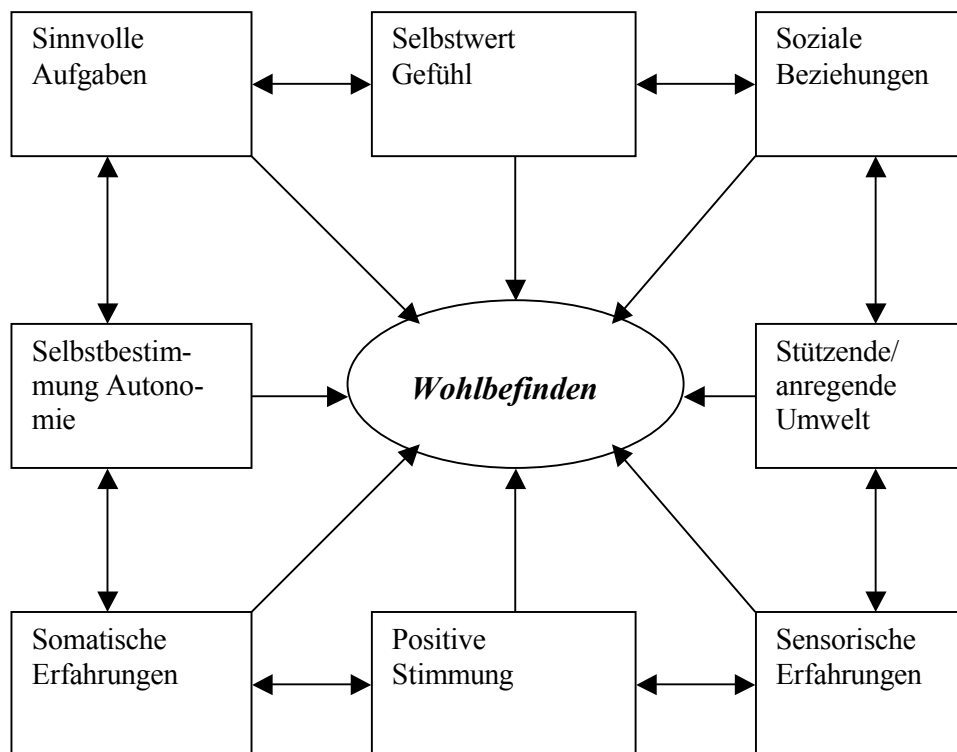 Sinnvolle
Aufgaben
Selbstwert
Gefühl
Soziale
Beziehungen
Selbstbestim-
mung Autono-
mie
Wohlbefinden
Stützende/
anregende
Umwelt
Somatische
Erfahrungen
Positive
Stimmung
Sensorische
Erfahrungen